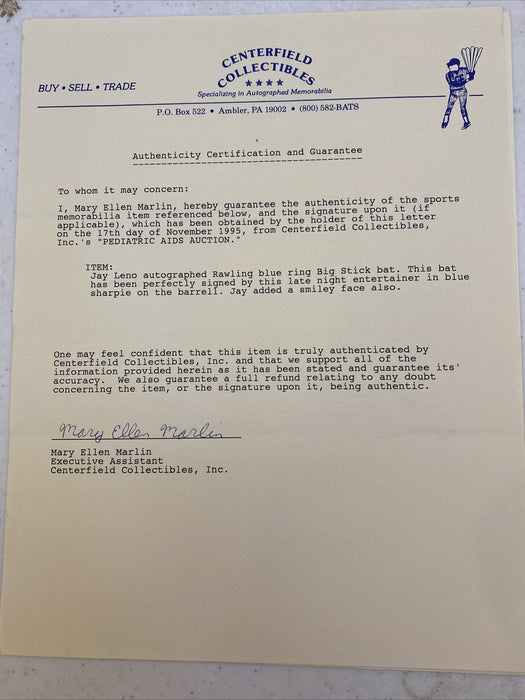 CENTERFIELD
COLLECTIBLES
★ ★ ★ ★
BUY • SELL • TRADE
Specializing in Autographed Memorabilia
P.O. Box 522 • Ambler, PA 19002 • (800) 582-BATS
Authenticity Certification and Guarantee
To whom it may concern:
I, Mary Ellen Marlin, hereby guarantee the authenticity of the sports
memorabilia item referenced below, and the signature upon it (if
applicable), which has been obtained by the holder of this letter
on the 17th day of November 1995, from Centerfield Collectibles,
Inc.'s "PEDIATRIC AIDS AUCTION."
ITEM:
Jay Leno autographed Rawling blue ring Big Stick bat. This bat
has been perfectly signed by this late night entertainer in blue
sharpie on the barrell. Jay added a smiley face also.
One may feel confident that this item is truly authenticated by
Centerfield Collectibles, Inc. and that we support all of the
information provided herein as it has been stated and guarantee its'
accuracy. We also guarantee a full refund relating to any doubt
concerning the item, or the signature upon it, being authentic.
Mary Ellen Marlin
Mary Ellen Marlin
Executive Assistant
Centerfield Collectibles, Inc.